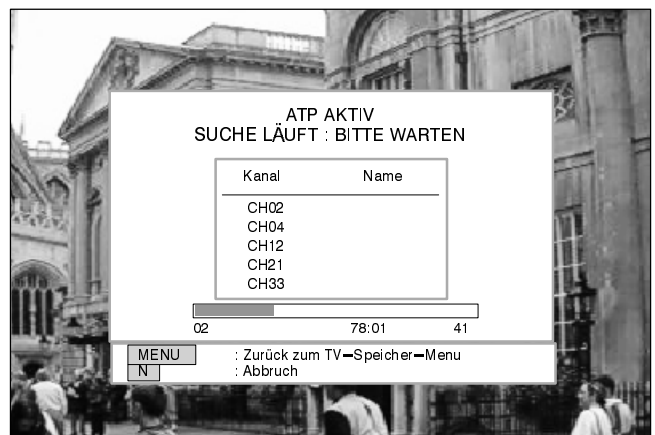 ATP AKTIV
SUCHE LÄUFT : BITTE WARTEN
Kanal Name
CH02
CH04
CH12
CH21
CH33
02 78:01 41
MENU : Zurück zum TV-Speicher-Menu
N : Abbruch